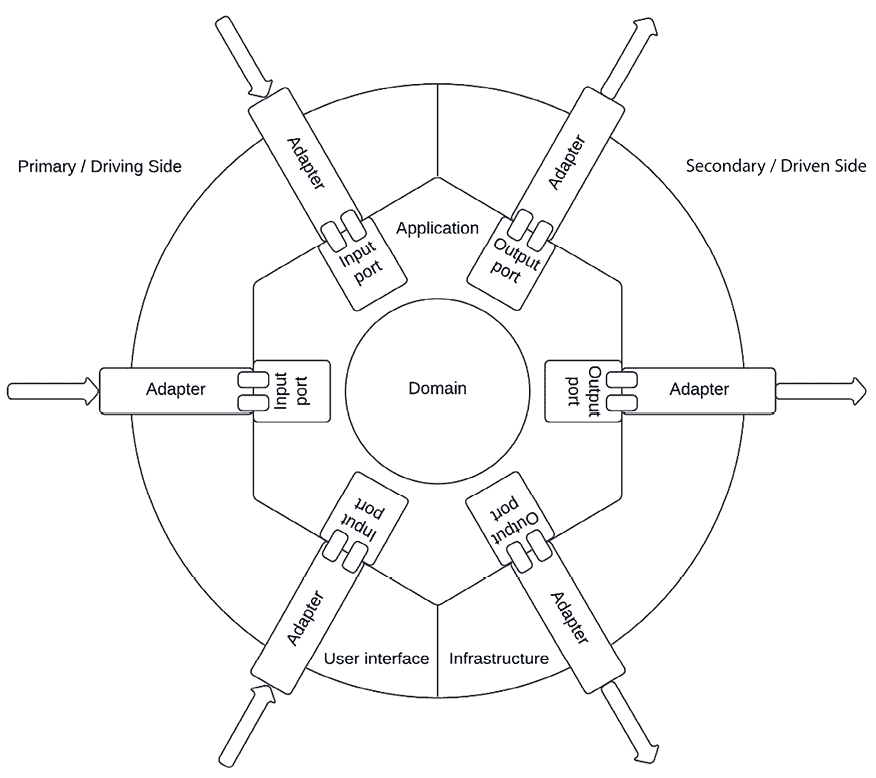 Adapter
Adapter
Primary / Driving Side
Secondary / Driven Side
Application
Input
port
Output
port
Adapter
Input
port
Domain
Output
port
Adapter
Input
port
Output
port
Adapter
Adapter
User interface
Infrastructure